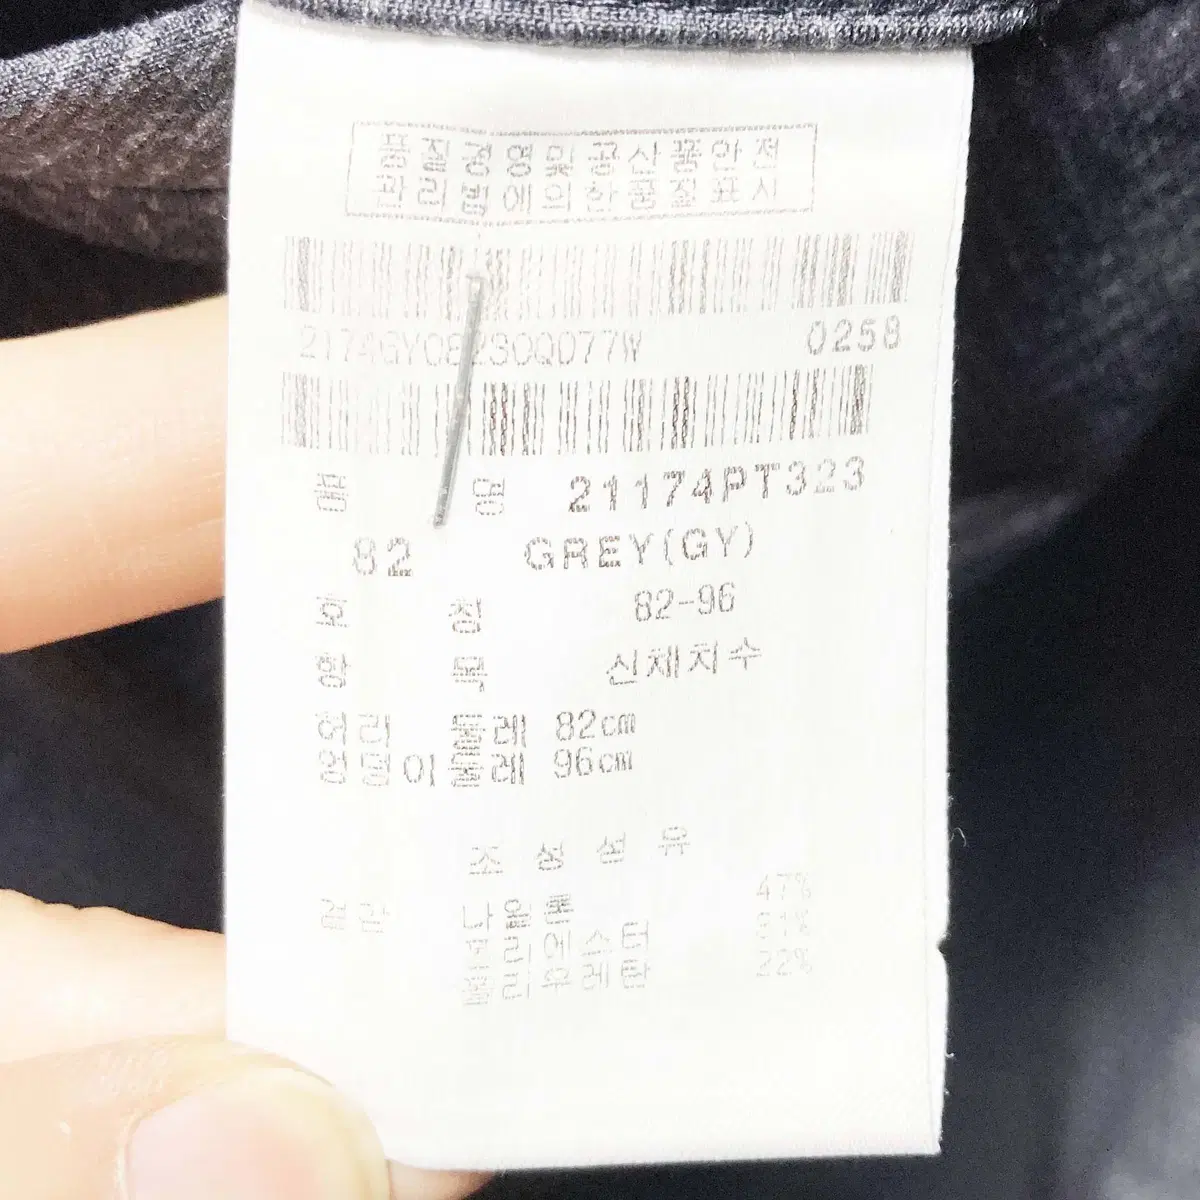 품질경영및공산품안전
관리법에의한품질표시
2174GY08230Q077W 0258
품 명 21174PT323
82 GREY(GY)
호 칭 82-96
항 목 신체치수
허리 둘레 82㎝
엉덩이둘레 96㎝
조 성 섬 유
겉감 나일론 47%
폴리에스터 31%
폴리우레탄 22%